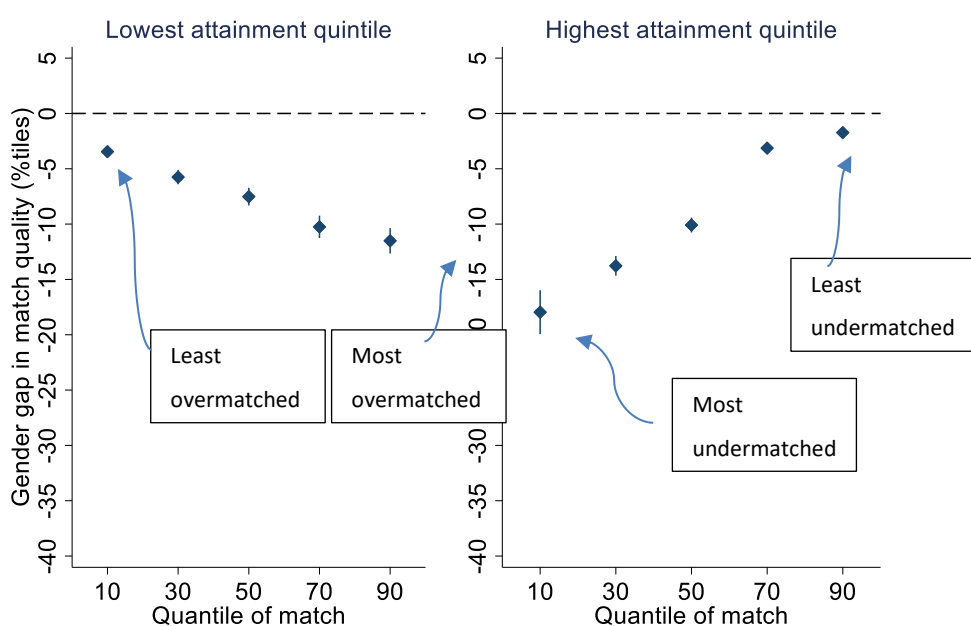 Lowest attainment quintile
Highest attainment quintile
Gender gap in match quality (%tiles)
5
0
-5
-10
-15
-20
-25
-30
-35
-40
10 30 50 70 90
Quantile of match
Least
overmatched
Most
overmatched
5
0
-5
-10
-15
0
-30
-35
-40
10 30 50 70 90
Quantile of match
Least
undermatched
Most
undermatched